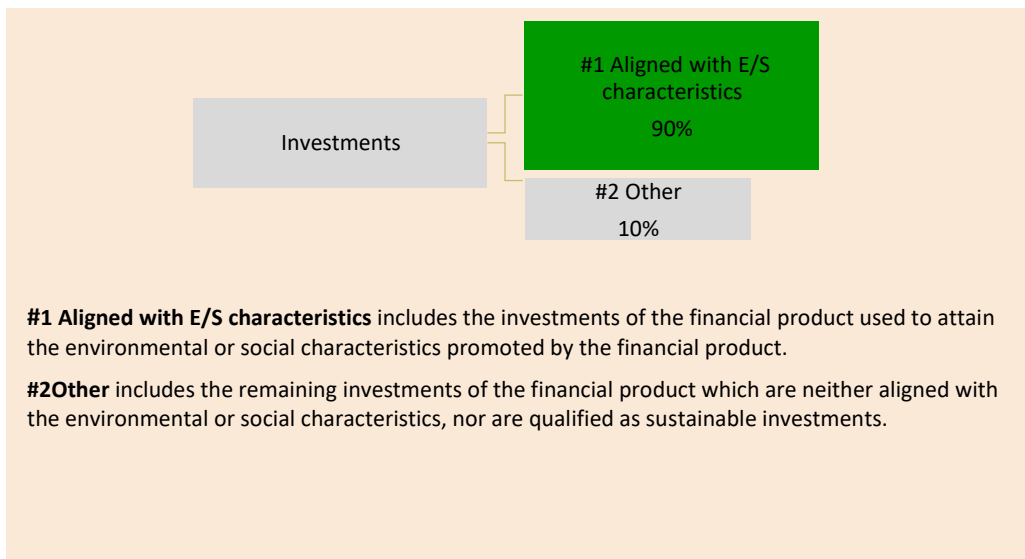 #1 Aligned with E/S
characteristics
90%
Investments
#2 Other
10%
#1 Aligned with E/S characteristics includes the investments of the financial product used to attain
the environmental or social characteristics promoted by the financial product.
#2Other includes the remaining investments of the financial product which are neither aligned with
the environmental or social characteristics, nor are qualified as sustainable investments.